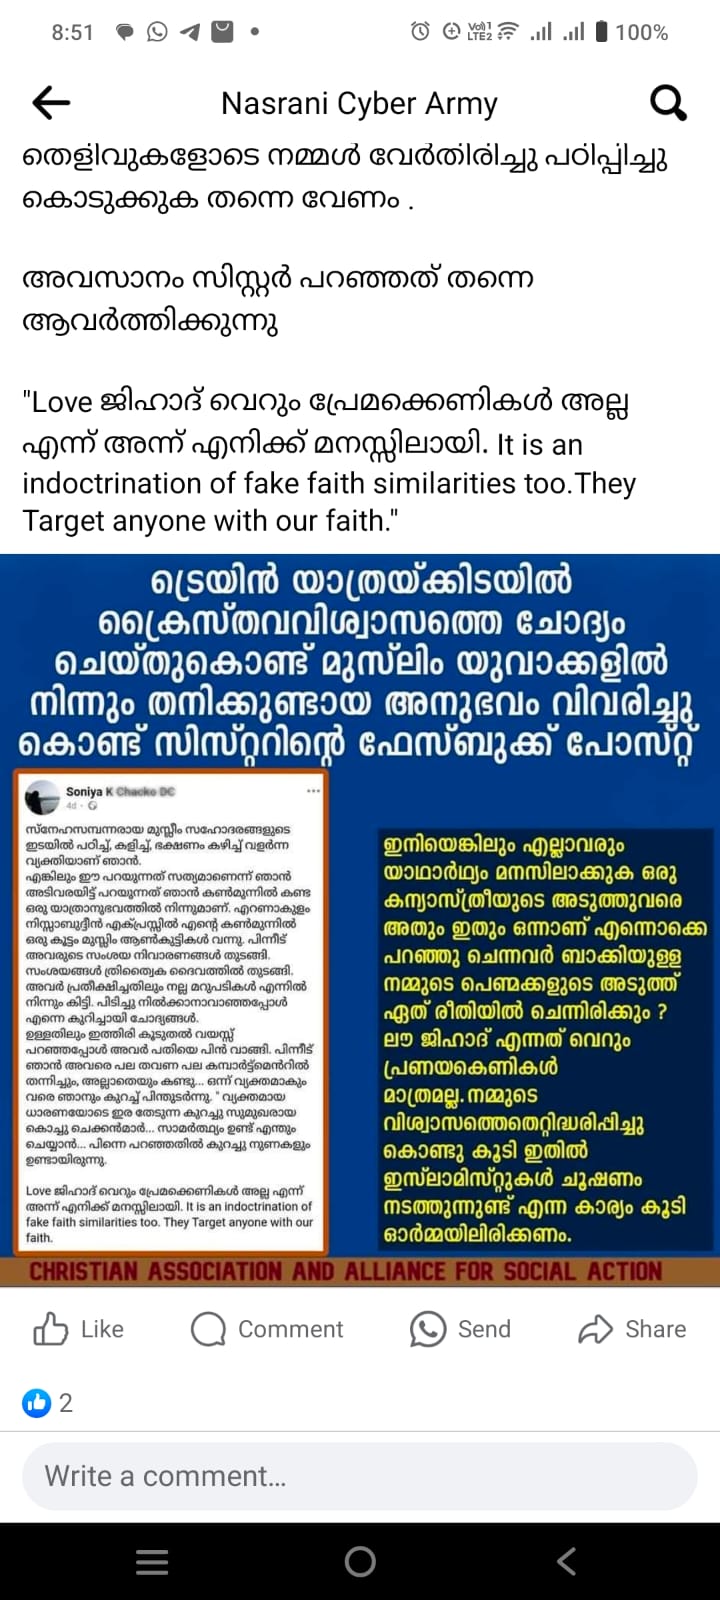 8:51
Vo))1
LTE2
100%
Nasrani Cyber Army
തെളിവുകളോടെ നമ്മൾ വേർതിരിച്ചു പഠിപ്പിച്ചു
കൊടുക്കുക തന്നെ വേണം .
അവസാനം സിസ്റ്റർ പറഞ്ഞത് തന്നെ
ആവർത്തിക്കുന്നു
"Love ജിഹാദ് വെറും പ്രേമക്കെണികൾ അല്ല
എന്ന് അന്ന് എനിക്ക് മനസ്സിലായി. It is an
indoctrination of fake faith similarities too.They
Target anyone with our faith."
ട്രെയിൻ യാത്രയ്ക്കിടയിൽ
ക്രൈസ്തവവിശ്വാസത്തെ ചോദ്യം
ചെയ്തുകൊണ്ട് മുസ്ലിം യുവാക്കളിൽ
നിന്നും തനിക്കുണ്ടായ അനുഭവം വിവരിച്ചു
കൊണ്ട് സിസ്റ്ററിന്റെ ഫേസ്ബുക്ക് പോസ്റ്റ്
Soniya K Chacko DC
4d
സ്നേഹസമ്പന്നരായ മുസ്ലീം സഹോദരങ്ങളുടെ
ഇടയിൽ പഠിച്ച്, കളിച്ച്, ഭക്ഷണം കഴിച്ച് വളർന്ന
വ്യക്തിയാണ് ഞാൻ.
എങ്കിലും ഈ പറയുന്നത് സത്യമാണെന്ന് ഞാൻ
അടിവരയിട്ട് പറയുന്നത് ഞാൻ കൺമുന്നിൽ കണ്ട
ഒരു യാത്രാനുഭവത്തിൽ നിന്നുമാണ്. എറണാകുളം
നിസ്സാബുദ്ദീൻ എക്പ്രസ്സിൽ എന്റെ കൺമുന്നിൽ
ഒരു കൂട്ടം മുസ്ലിം ആൺകുട്ടികൾ വന്നു. പിന്നീട്
അവരുടെ സംശയ നിവാരണങ്ങൾ തുടങ്ങി.
സംശയങ്ങൾ ത്രിത്വൈക ദൈവത്തിൽ തുടങ്ങി.
അവർ പ്രതീക്ഷിച്ചതിലും നല്ല മറുപടികൾ എന്നിൽ
നിന്നും കിട്ടി. പിടിച്ചു നിൽക്കാനാവാഞ്ഞപ്പോൾ
എന്നെ കുറിച്ചായി ചോദ്യങ്ങൾ.
ഉള്ളതിലും ഇത്തിരി കൂടുതൽ വയസ്സ്
പറഞ്ഞപ്പോൾ അവർ പതിയെ പിൻ വാങ്ങി. പിന്നീട്
ഞാൻ അവരെ പല തവണ പല കമ്പാർട്ട്മെൻറിൽ
തന്നിച്ചും, അല്ലാതെയും കണ്ടു... ഒന്ന് വ്യക്തമാകും
വരെ ഞാനും കുറച്ച് പിന്തുടർന്നു. " വ്യക്തമായ
ധാരണയോടെ ഇര തേടുന്ന കുറച്ചു സുമുഖരായ
കൊച്ചു ചെക്കൻമാർ... സാമർത്ഥ്യം ഉണ്ട് എന്തും
ചെയ്യാൻ... പിന്നെ പറഞ്ഞതിൽ കുറച്ചു നുണകളും
ഉണ്ടായിരുന്നു.
Love ജിഹാദ് വെറും പ്രേമക്കെണികൾ അല്ല എന്ന്
അന്ന് എനിക്ക് മനസ്സിലായി. It is an indoctrination of
fake faith similarities too. They Target anyone with our
faith.
ഇനിയെങ്കിലും എല്ലാവരും
യാഥാർഥ്യം മനസിലാക്കുക ഒരു
കന്യാസ്ത്രീയുടെ അടുത്തുവരെ
അതും ഇതും ഒന്നാണ് എന്നൊക്കെ
പറഞ്ഞു ചെന്നവർ ബാക്കിയുള്ള
നമ്മുടെ പെണ്മക്കളുടെ അടുത്ത്
ഏത് രീതിയിൽ ചെന്നിരിക്കും ?
ലൗ ജിഹാദ് എന്നത് വെറും
പ്രണയകെണികൾ
മാത്രമല്ല. നമ്മുടെ
വിശ്വാസത്തെതെറ്റിദ്ധരിപ്പിച്ചു
കൊണ്ടു കൂടി ഇതിൽ
ഇസ്ലാമിസ്റ്റുകൾ ചൂഷണം
നടത്തുന്നുണ്ട് എന്ന കാര്യം കൂടി
ഓർമ്മയിലിരിക്കണം.
CHRISTIAN ASSOCIATION AND ALLIANCE FOR SOCIAL ACTION
Like
Comment
Send
Share
2
Write a comment...